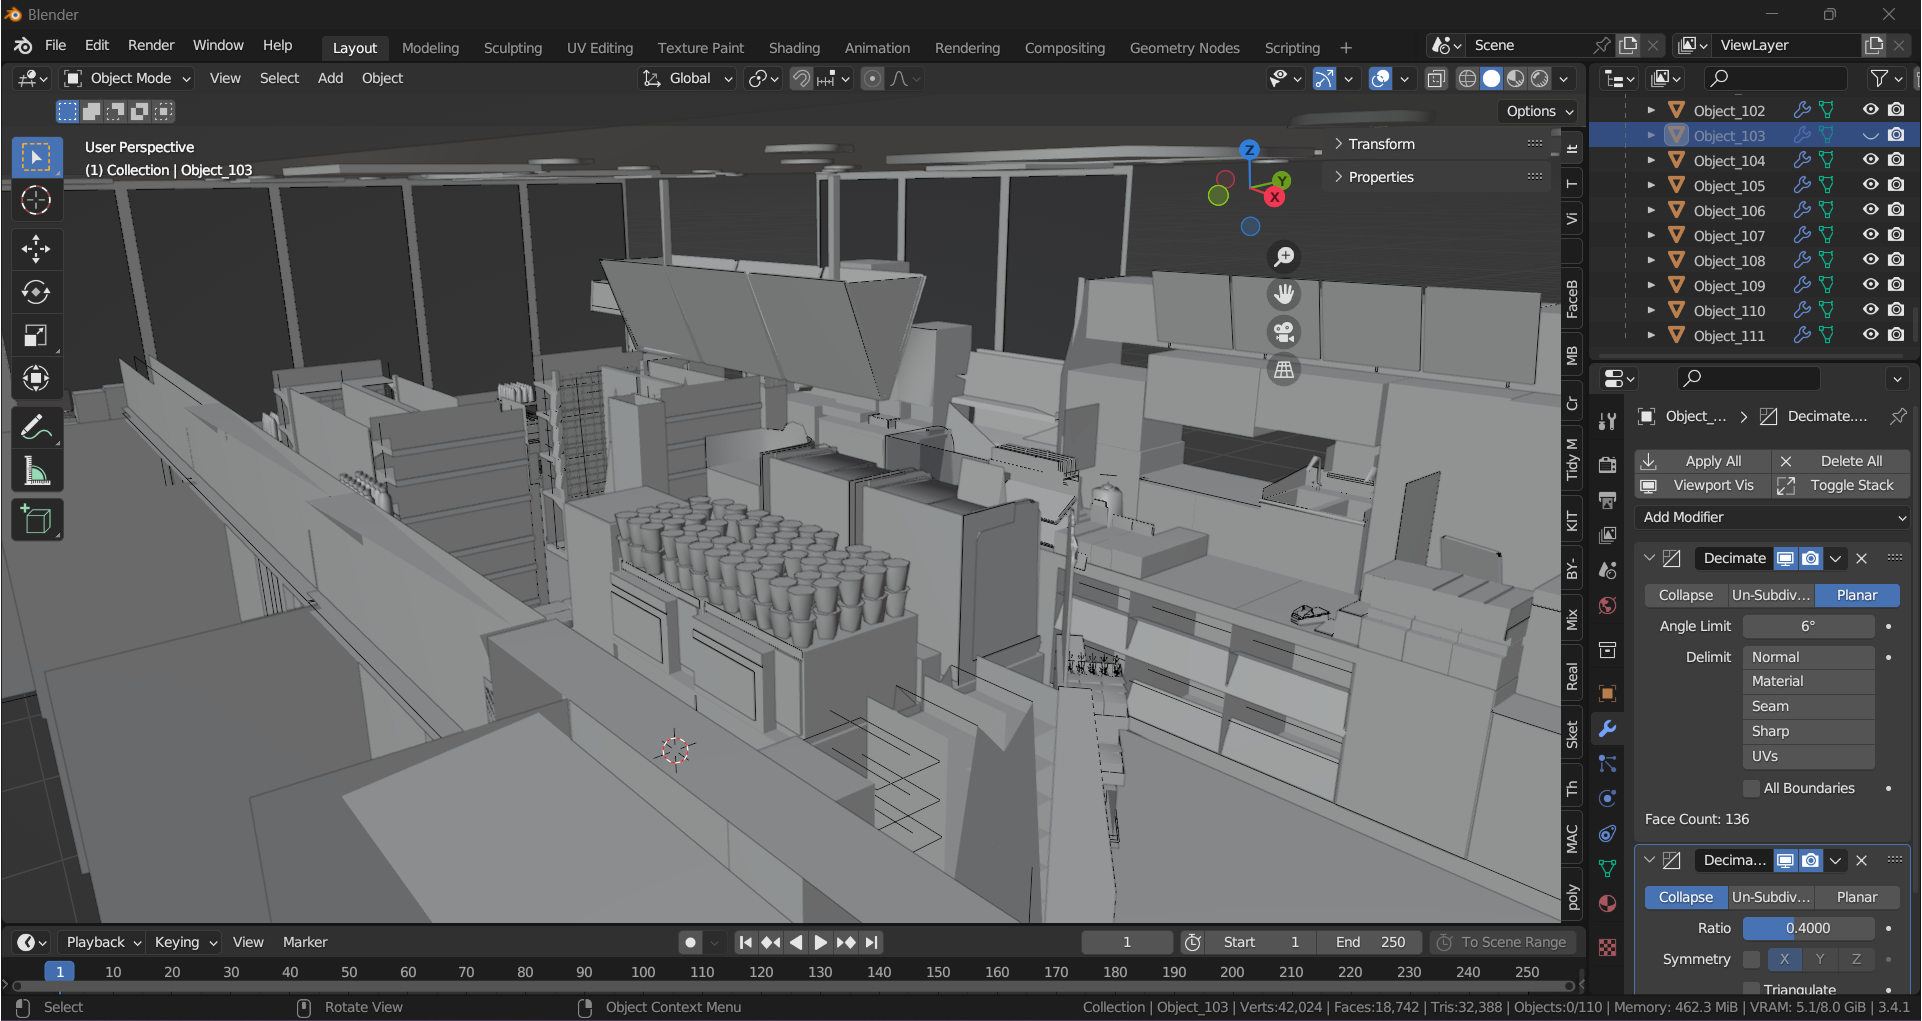 Blender
File Edit Render Window Help
Layout Modeling Sculpting UV Editing Texture Paint Shading Animation Rendering Compositing Geometry Nodes Scripting +
Scene
ViewLayer
Object Mode View Select Add Object
Global
Options
User Perspective
(1) Collection | Object_103
Transform
Properties
Z
Y
X
It
T
Vi
FaceB
MB
Cr
Tidy M
KIT
BY-
Mix
Real
Sket
Th
MAC
poly
Object_102
Object_103
Object_104
Object_105
Object_106
Object_107
Object_108
Object_109
Object_110
Object_111
Object_... > Decimate....
Apply All Delete All
Viewport Vis Toggle Stack
Add Modifier
Decimate
Collapse Un-Subdiv... Planar
Angle Limit 6°
Delimit Normal
Material
Seam
Sharp
UVs
All Boundaries
Face Count: 136
Decima...
Collapse Un-Subdiv... Planar
Ratio 0.4000
Symmetry X Y Z
Triangulate
Playback Keying View Marker
1 Start 1 End 250 To Scene Range
1 10 20 30 40 50 60 70 80 90 100 110 120 130 140 150 160 170 180 190 200 210 220 230 240 250
Select Rotate View Object Context Menu
Collection | Object_103 | Verts:42,024 | Faces:18,742 | Tris:32,388 | Objects:0/110 | Memory: 462.3 MiB | VRAM: 5.1/8.0 GiB | 3.4.1